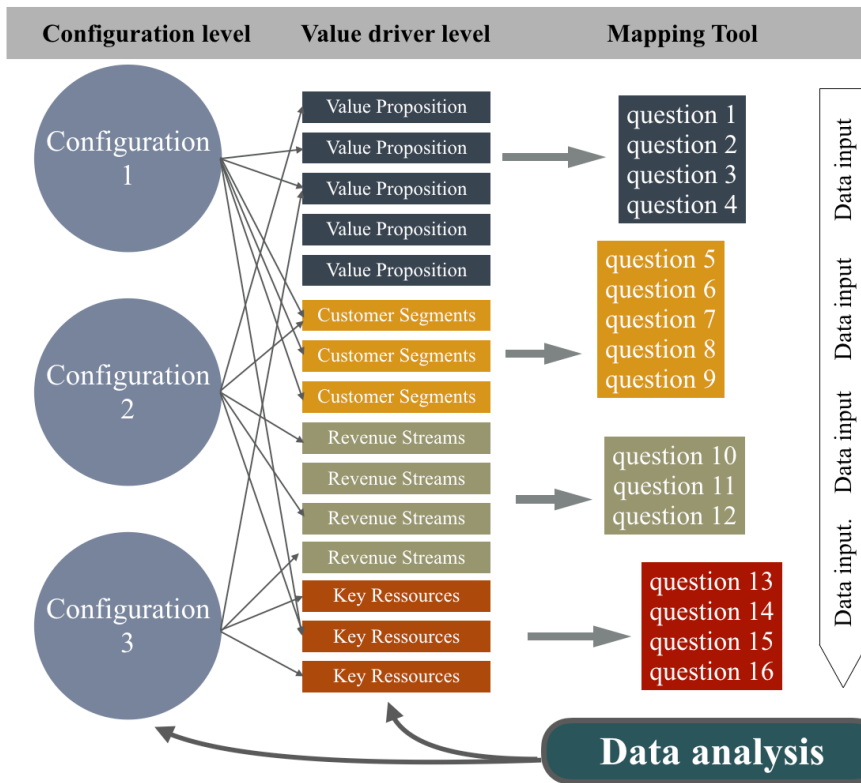 Configuration level
Value driver level
Mapping Tool
Configuration
1
Configuration
2
Configuration
3
Value Proposition
Value Proposition
Value Proposition
Value Proposition
Value Proposition
Customer Segments
Customer Segments
Customer Segments
Revenue Streams
Revenue Streams
Revenue Streams
Revenue Streams
Key Ressources
Key Ressources
Key Ressources
question 1
question 2
question 3
question 4
question 5
question 6
question 7
question 8
question 9
question 10
question 11
question 12
question 13
question 14
question 15
question 16
Data input
Data input
Data input
Data input.
Data analysis